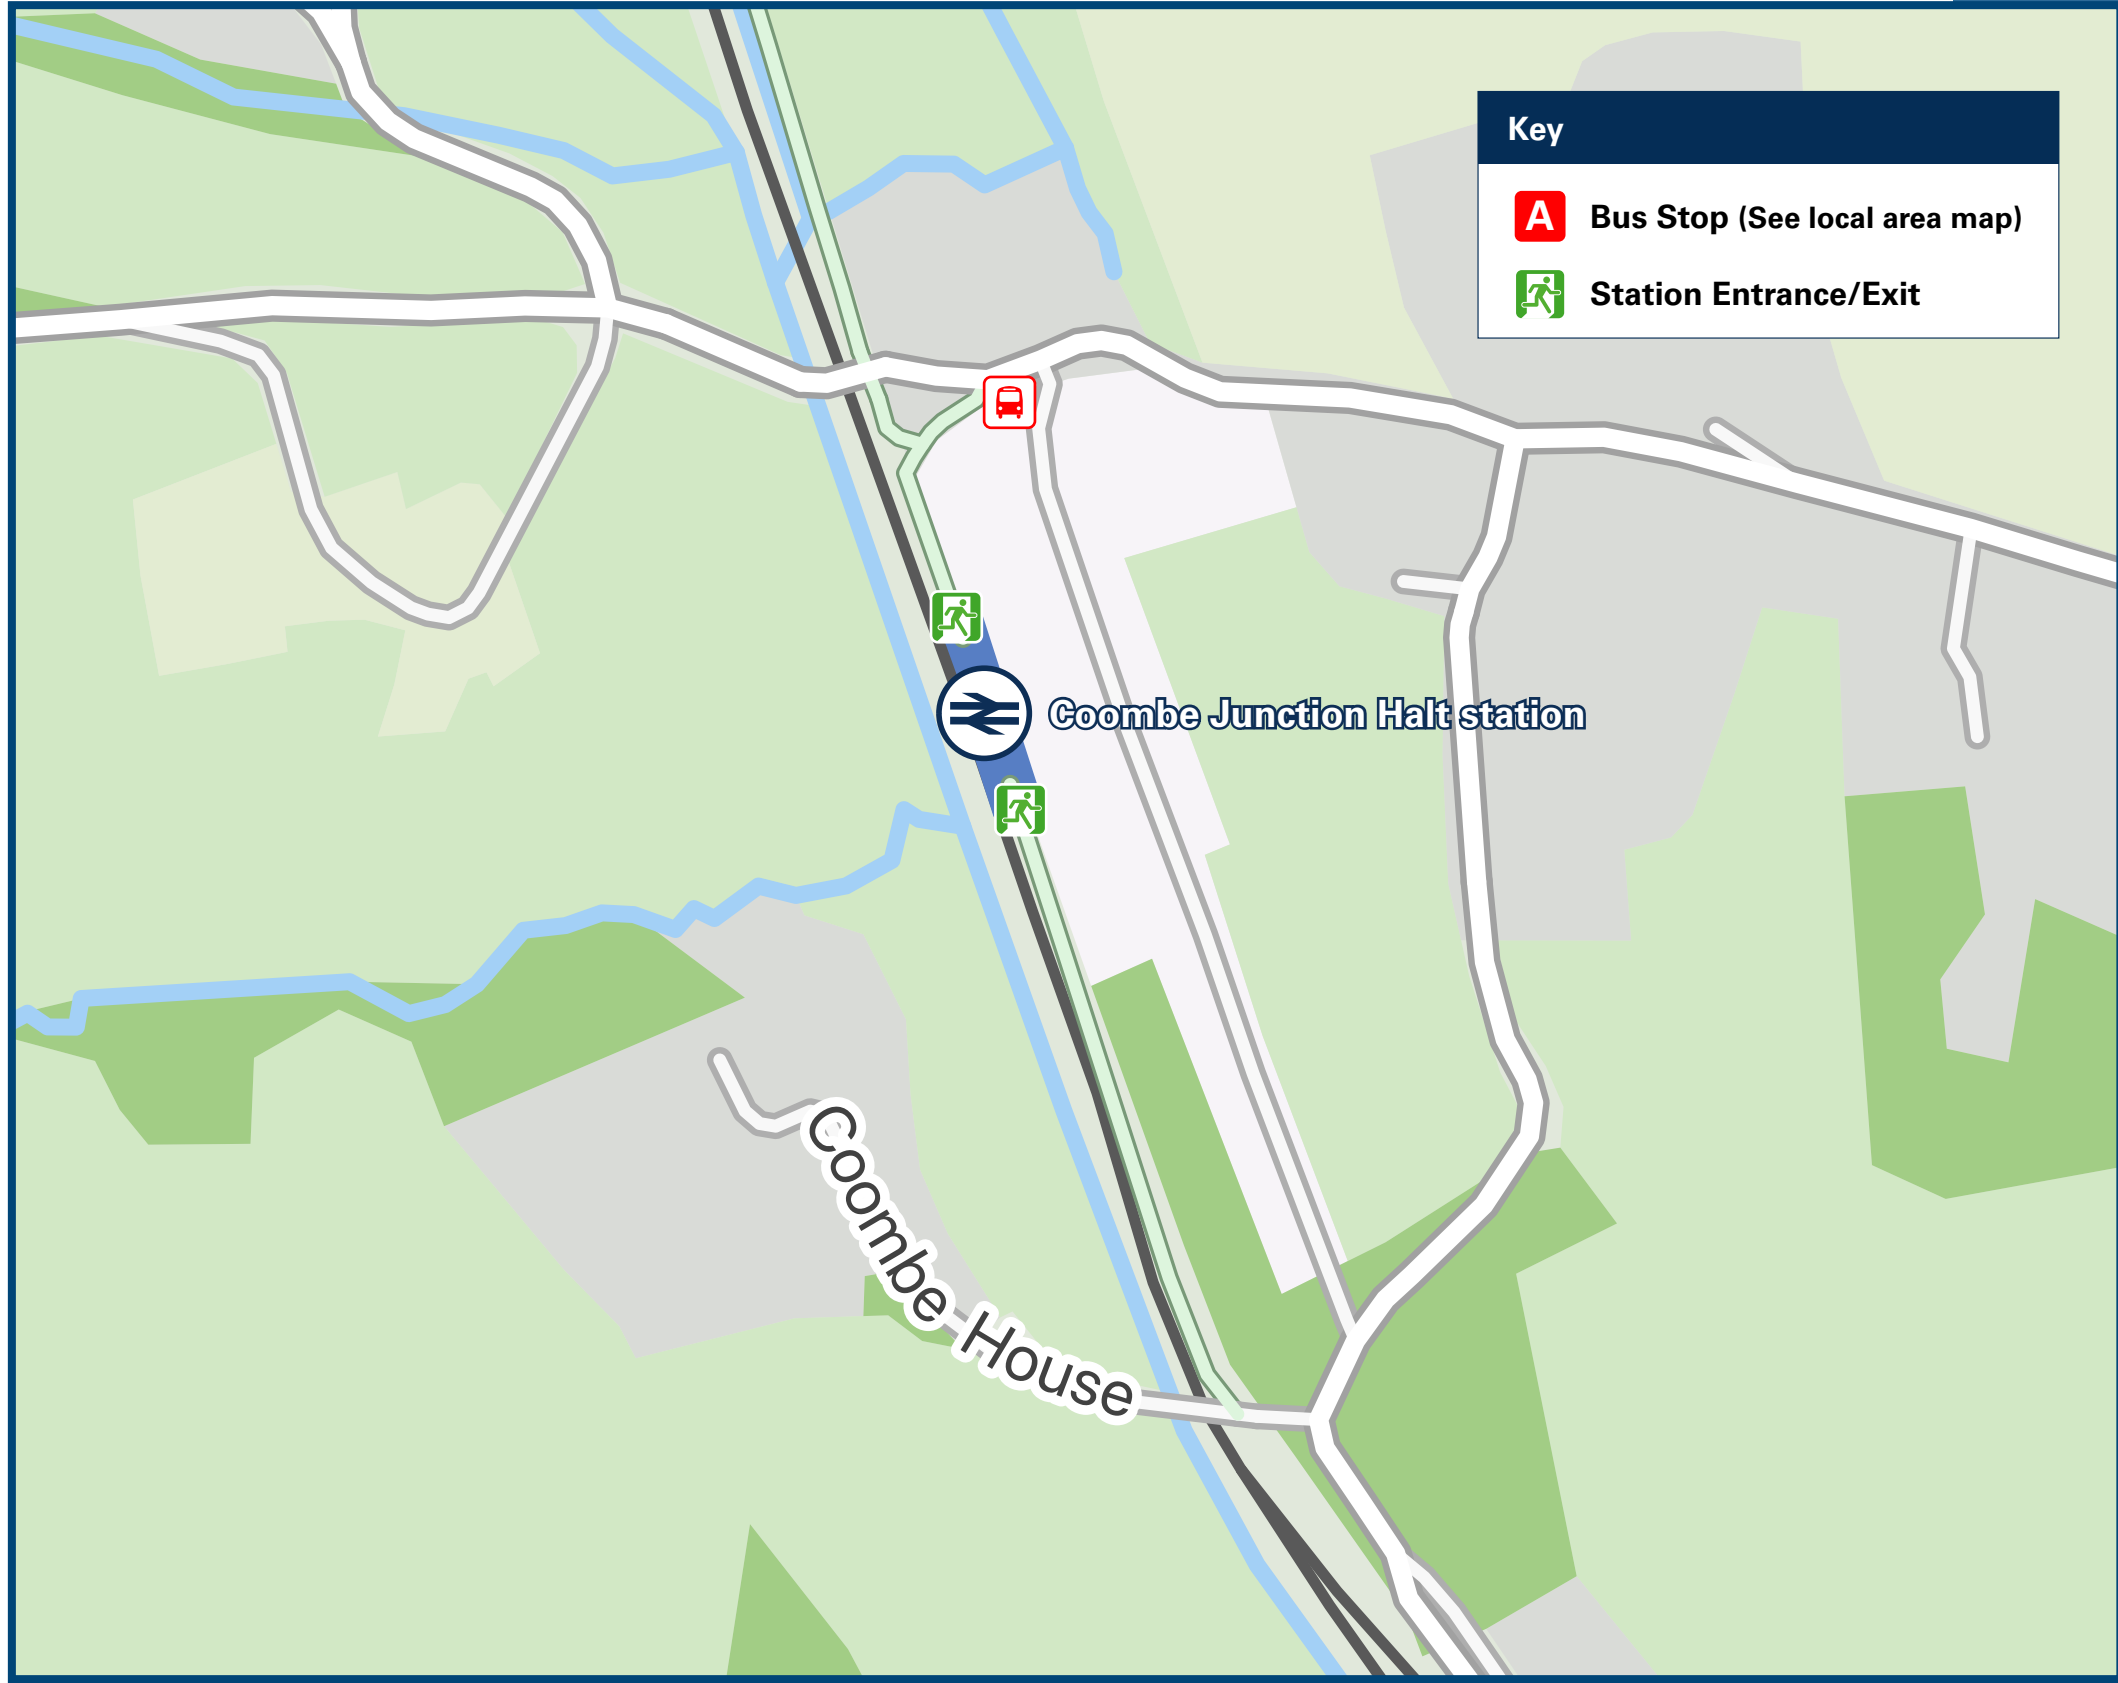 Key
A Bus Stop (See local area map)
Station Entrance/Exit
Coombe Junction Halt station
Coombe House